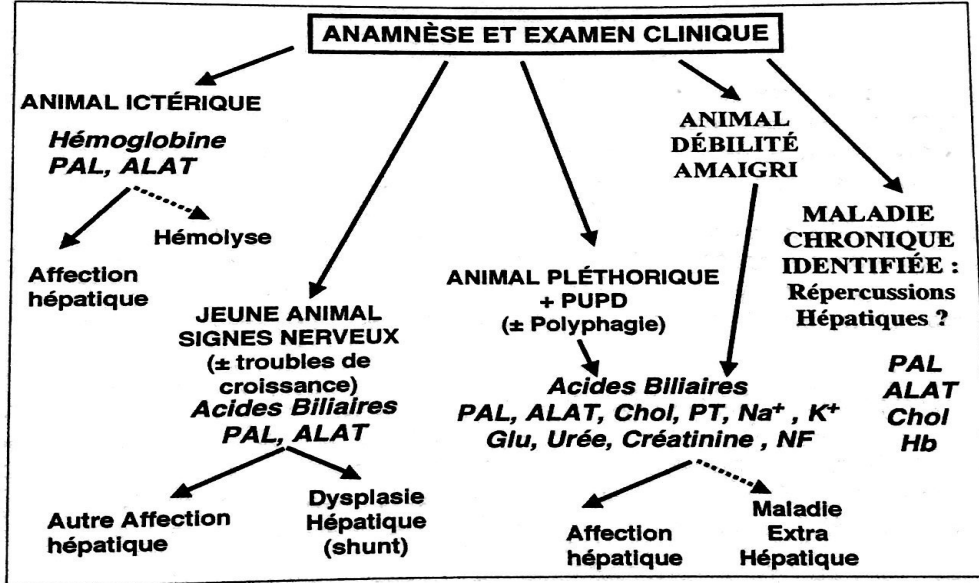 ANAMNÈSE ET EXAMEN CLINIQUE
ANIMAL ICTÉRIQUE
Hémoglobine
PAL, ALAT
Hémolyse
Affection
hépatique
JEUNE ANIMAL
SIGNES NERVEUX
(± troubles de
croissance)
Acides Biliaires
PAL, ALAT
Autre Affection
hépatique
Dysplasie
Hépatique
(shunt)
ANIMAL PLÉTHORIQUE
+ PUPD
(± Polyphagie)
ANIMAL
DÉBILITÉ
AMAIGRI
Acides Biliaires
PAL, ALAT, Chol, PT, Na⁺ , K⁺
Glu, Urée, Créatinine , NF
Affection
hépatique
Maladie
Extra
Hépatique
MALADIE
CHRONIQUE
IDENTIFIÉE :
Répercussions
Hépatiques ?
PAL
ALAT
Chol
Hb